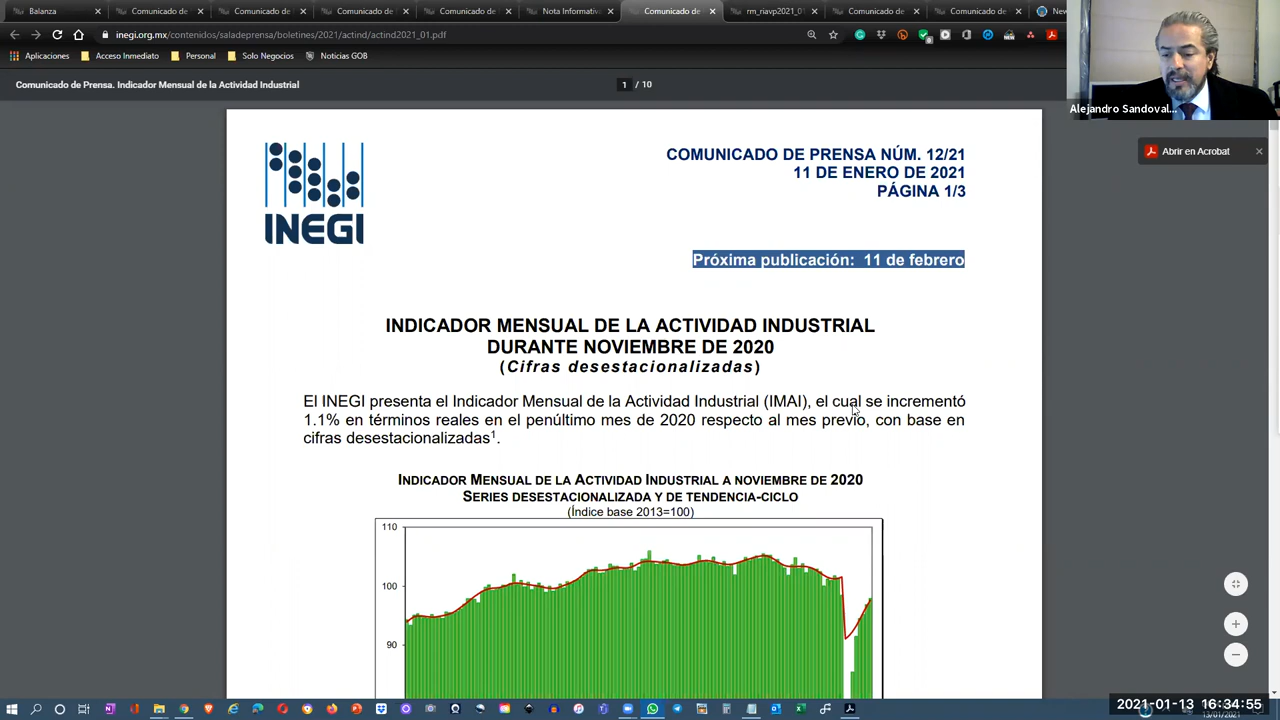 Balanza
Comunicado de
Comunicado de
Comunicado de
Comunicado de
Nota Informativ
Comunicado de
rm_riavp2021_01
Comunicado de
Comunicado de
New
inegi.org.mx/contenidos/saladeprensa/boletines/2021/actind/actind2021_01.pdf
Aplicaciones
Acceso Inmediato
Personal
Solo Negocios
Noticias GOB
Alejandro Sandoval...
Comunicado de Prensa. Indicador Mensual de la Actividad Industrial
1 / 10
Abrir en Acrobat
INEGI
COMUNICADO DE PRENSA NÚM. 12/21
11 DE ENERO DE 2021
PÁGINA 1/3
Próxima publicación: 11 de febrero
INDICADOR MENSUAL DE LA ACTIVIDAD INDUSTRIAL
DURANTE NOVIEMBRE DE 2020
(Cifras desestacionalizadas)
El INEGI presenta el Indicador Mensual de la Actividad Industrial (IMAI), el cual se incrementó
1.1% en términos reales en el penúltimo mes de 2020 respecto al mes previo, con base en
cifras desestacionalizadas¹.
INDICADOR MENSUAL DE LA ACTIVIDAD INDUSTRIAL A NOVIEMBRE DE 2020
SERIES DESESTACIONALIZADA Y DE TENDENCIA-CICLO
(Índice base 2013=100)
110
100
90
2021-01-13 16:34:55
13/01/2021